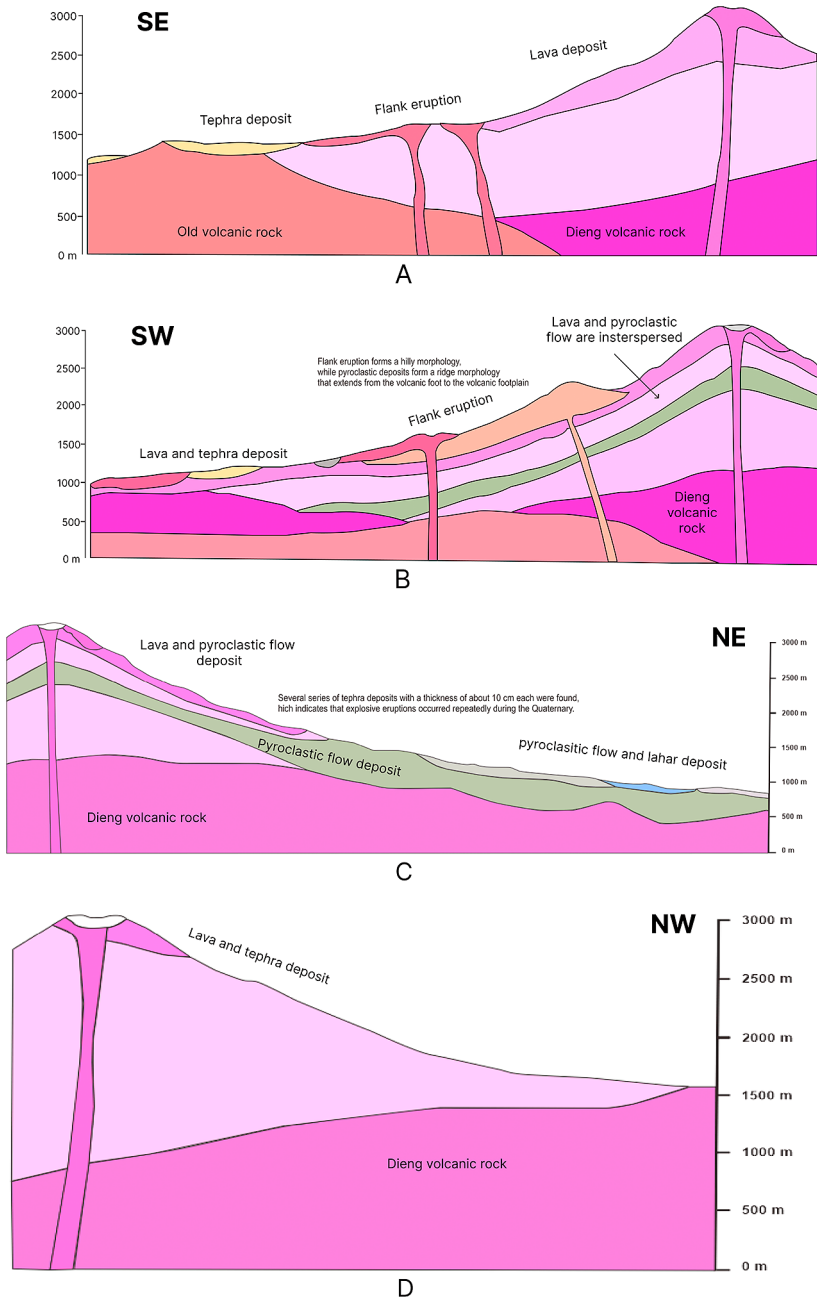 SE
3000
2500
2000
1500
1000
500
0 m
Lava deposit
Flank eruption
Tephra deposit
Old volcanic rock
Dieng volcanic rock
A
SW
3000
2500
2000
1500
1000
500
0 m
Lava and pyroclastic
flow are insterspersed
Flank eruption forms a hilly morphology,
while pyroclastic deposits form a ridge morphology
that extends from the volcanic foot to the volcanic footplain
Flank eruption
Lava and tephra deposit
Dieng
volcanic
rock
B
NE
3000 m
2500 m
2000 m
1500 m
1000 m
500 m
0 m
Lava and pyroclastic flow
deposit
Several series of tephra deposits with a thickness of about 10 cm each were found,
hich indicates that explosive eruptions occurred repeatedly during the Quaternary.
Pyroclastic flow deposit
pyroclasitic flow and lahar deposit
Dieng volcanic rock
C
NW
3000 m
2500 m
2000 m
1500 m
1000 m
500 m
0 m
Lava and tephra deposit
Dieng volcanic rock
D